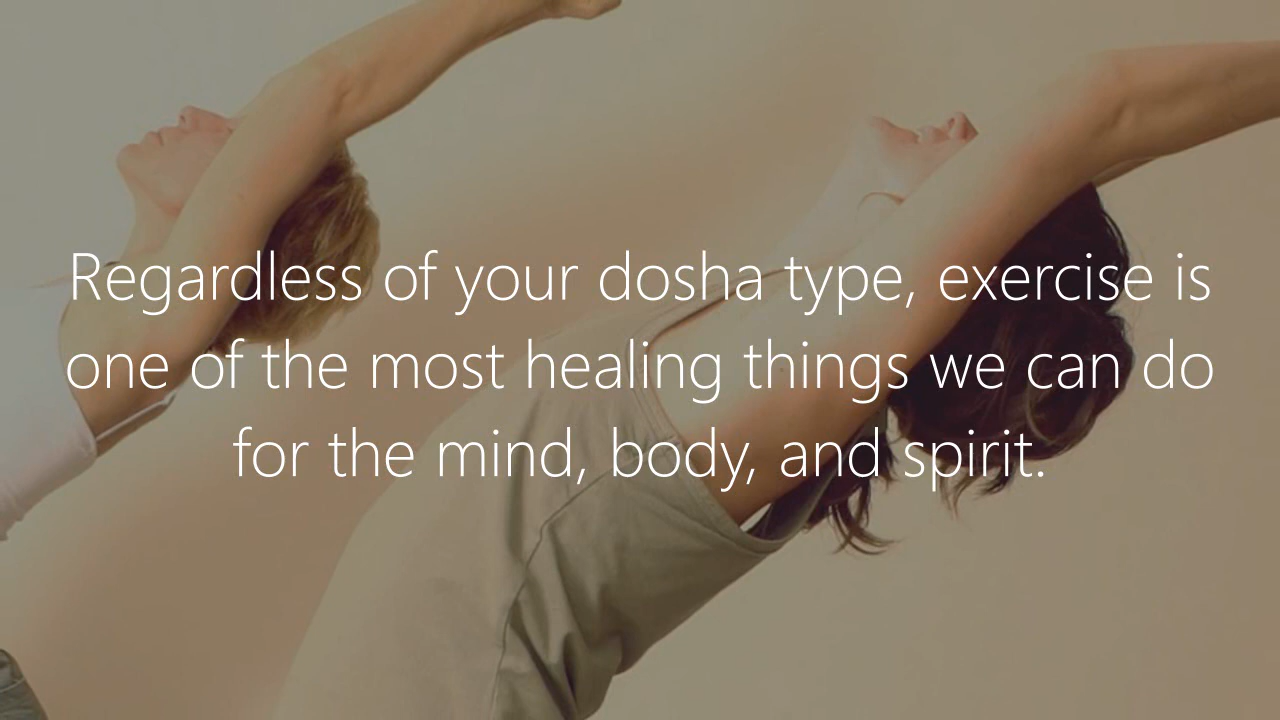 Regardless of your dosha type, exercise is
one of the most healing things we can do
for the mind, body, and spirit.